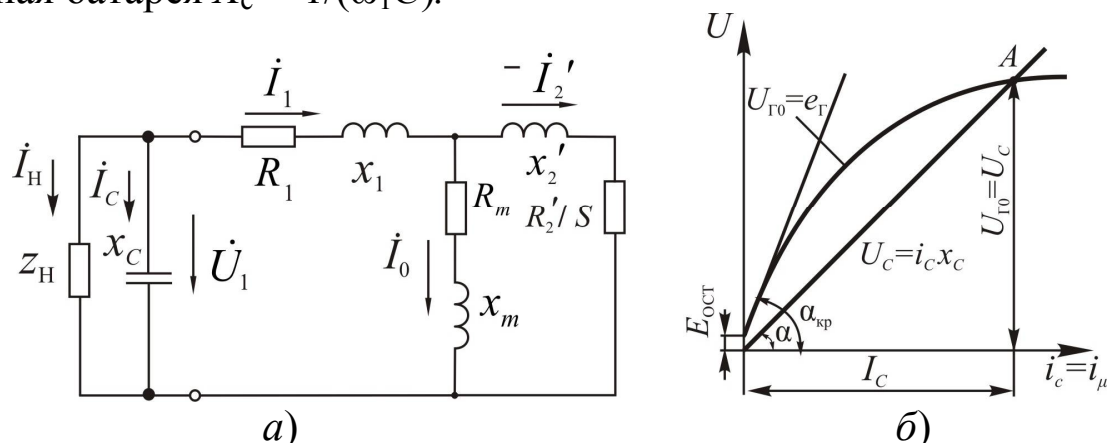 ная батарея xc = 1/(ω₁C).
İ₁
− İ₂′
İ_Н
İ_C
R₁
x₁
x₂′
R_m
R₂′/ S
z_Н
x_C
U̇₁
İ₀
x_m
а)
U
A
U_Г0=e_Г
U_Г0=U_C
U_C=i_C x_C
E_ОСТ
α_кр
α
I_C
i_c=i_μ
б)